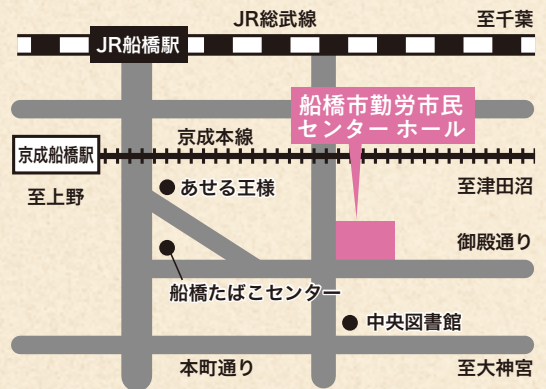 JR総武線
至千葉
JR船橋駅
船橋市勤労市民
センター ホール
京成本線
京成船橋駅
至上野
あせる王様
至津田沼
御殿通り
船橋たばこセンター
中央図書館
本町通り
至大神宮